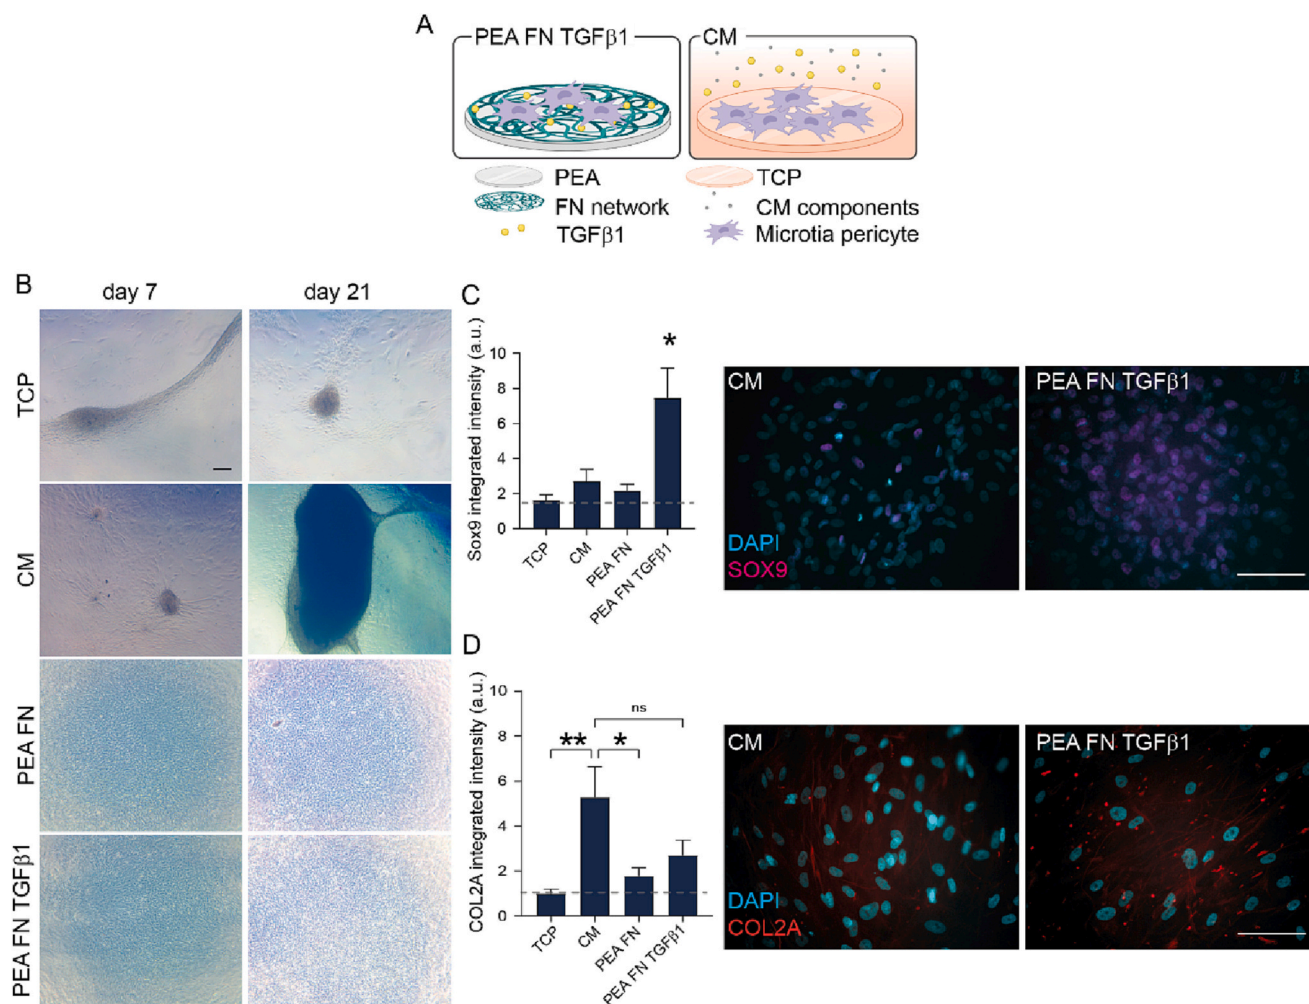 A
PEA FN TGFβ1
CM
PEA
FN network
TGFβ1
TCP
CM components
Microtia pericyte
B
day 7
day 21
TCP
CM
PEA FN
PEA FN TGFβ1
C
Sox9 integrated intensity (a.u.)
10
8
6
4
2
0
*
TCP
CM
PEA FN
PEA FN TGFβ1
CM
DAPI
SOX9
PEA FN TGFβ1
D
COL2A integrated intensity (a.u.)
10
8
6
4
2
0
ns
**
*
TCP
CM
PEA FN
PEA FN TGFβ1
CM
DAPI
COL2A
PEA FN TGFβ1